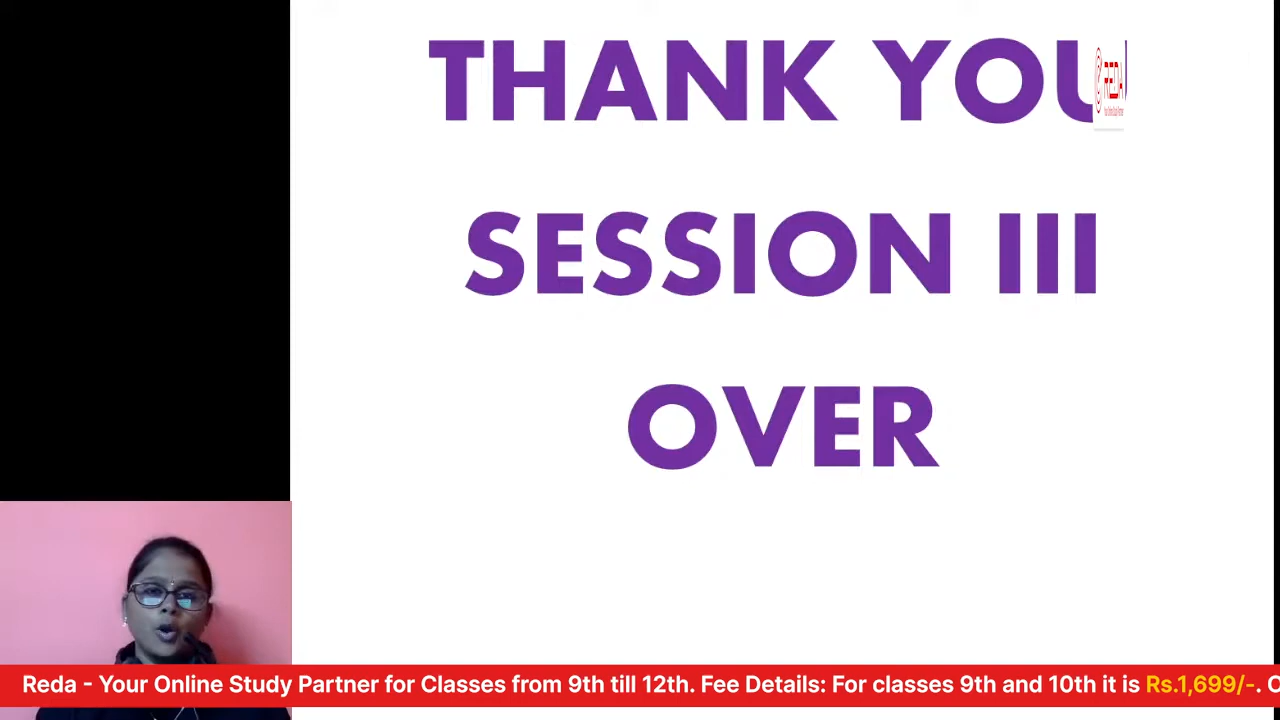 THANK YOU
REDA
SESSION III
OVER
Reda - Your Online Study Partner for Classes from 9th till 12th. Fee Details: For classes 9th and 10th it is Rs.1,699/-.